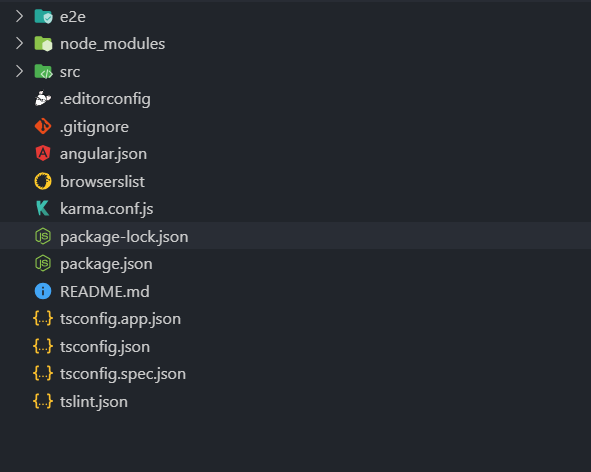 e2e
node_modules
src
.editorconfig
.gitignore
angular.json
browserslist
karma.conf.js
package-lock.json
package.json
README.md
tsconfig.app.json
tsconfig.json
tsconfig.spec.json
tslint.json